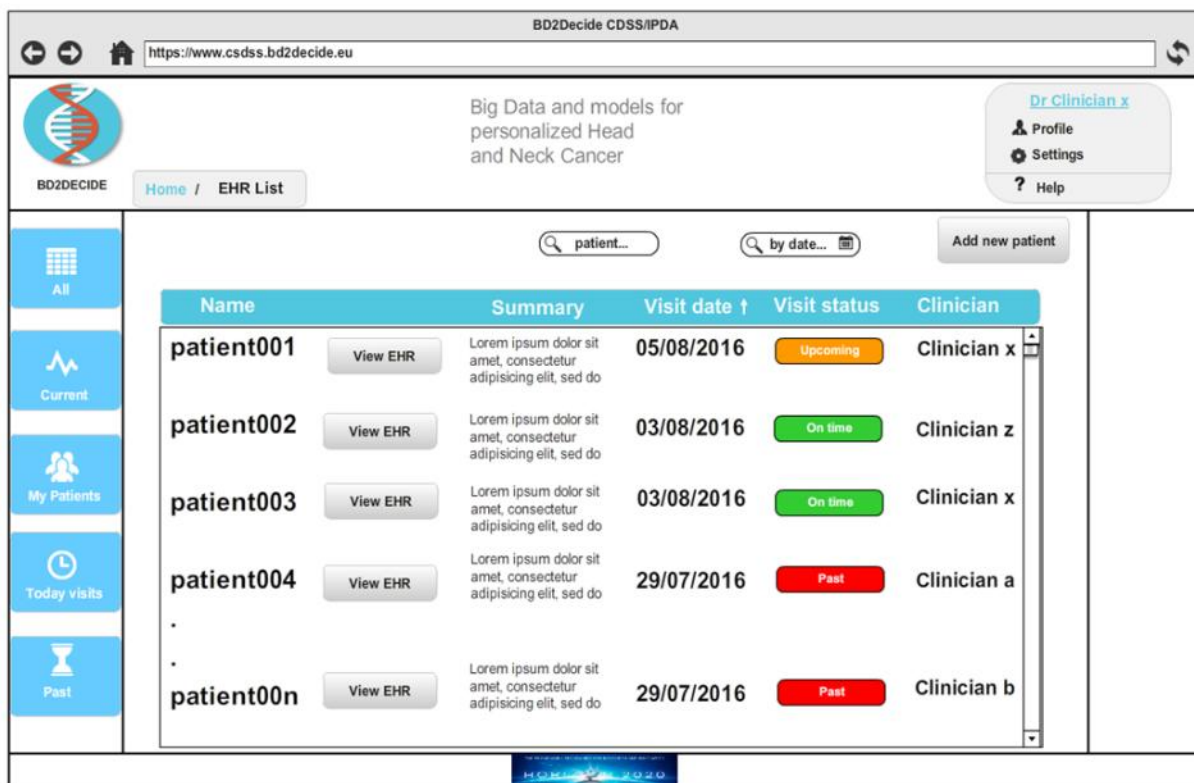 BD2Decide CDSS/IPDA
https://www.csdss.bd2decide.eu
BD2DECIDE
Home / EHR List
Big Data and models for
personalized Head
and Neck Cancer
Dr Clinician x
Profile
Settings
? Help
All
Current
My Patients
Today visits
Past
patient...
by date...
Add new patient
Name Summary Visit date ↑ Visit status Clinician
patient001
View EHR
Lorem ipsum dolor sit
amet, consectetur
adipisicing elit, sed do
05/08/2016
Upcoming
Clinician x
patient002
View EHR
Lorem ipsum dolor sit
amet, consectetur
adipisicing elit, sed do
03/08/2016
On time
Clinician z
patient003
View EHR
Lorem ipsum dolor sit
amet, consectetur
adipisicing elit, sed do
03/08/2016
On time
Clinician x
patient004
View EHR
Lorem ipsum dolor sit
amet, consectetur
adipisicing elit, sed do
29/07/2016
Past
Clinician a
.
.
patient00n
View EHR
Lorem ipsum dolor sit
amet, consectetur
adipisicing elit, sed do
29/07/2016
Past
Clinician b
2020